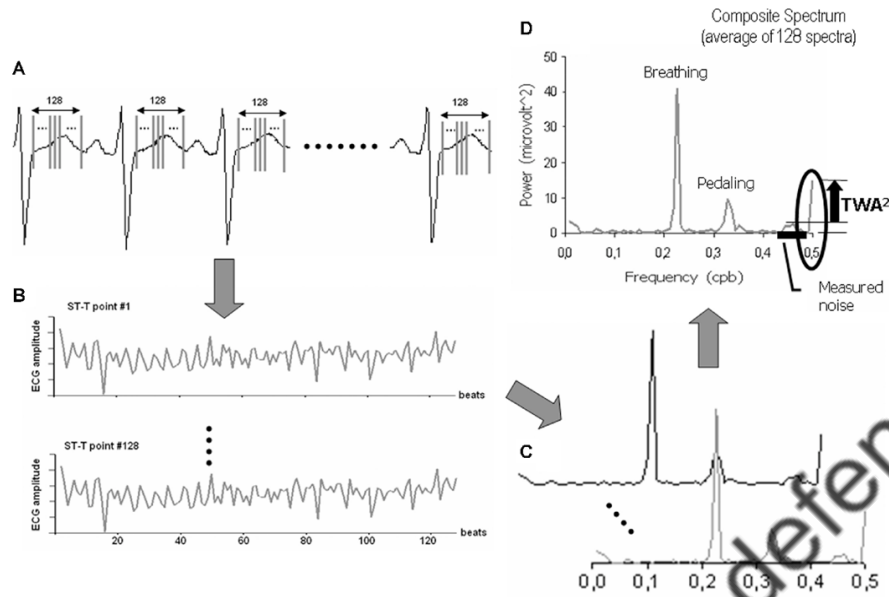 A
128
128
128
128
B
ST-T point #1
ECG amplitude
beats
ST-T point #128
ECG amplitude
beats
20 40 60 80 100 120
D
Composite Spectrum
(average of 128 spectra)
Power (microvolt^2)
50
40
30
20
10
0
Breathing
Pedaling
TWA²
0,0 0,1 0,2 0,3 0,4 0,5
Frequency (cpb)
Measured
noise
C
0,0 0,1 0,2 0,3 0,4 0,5
defen